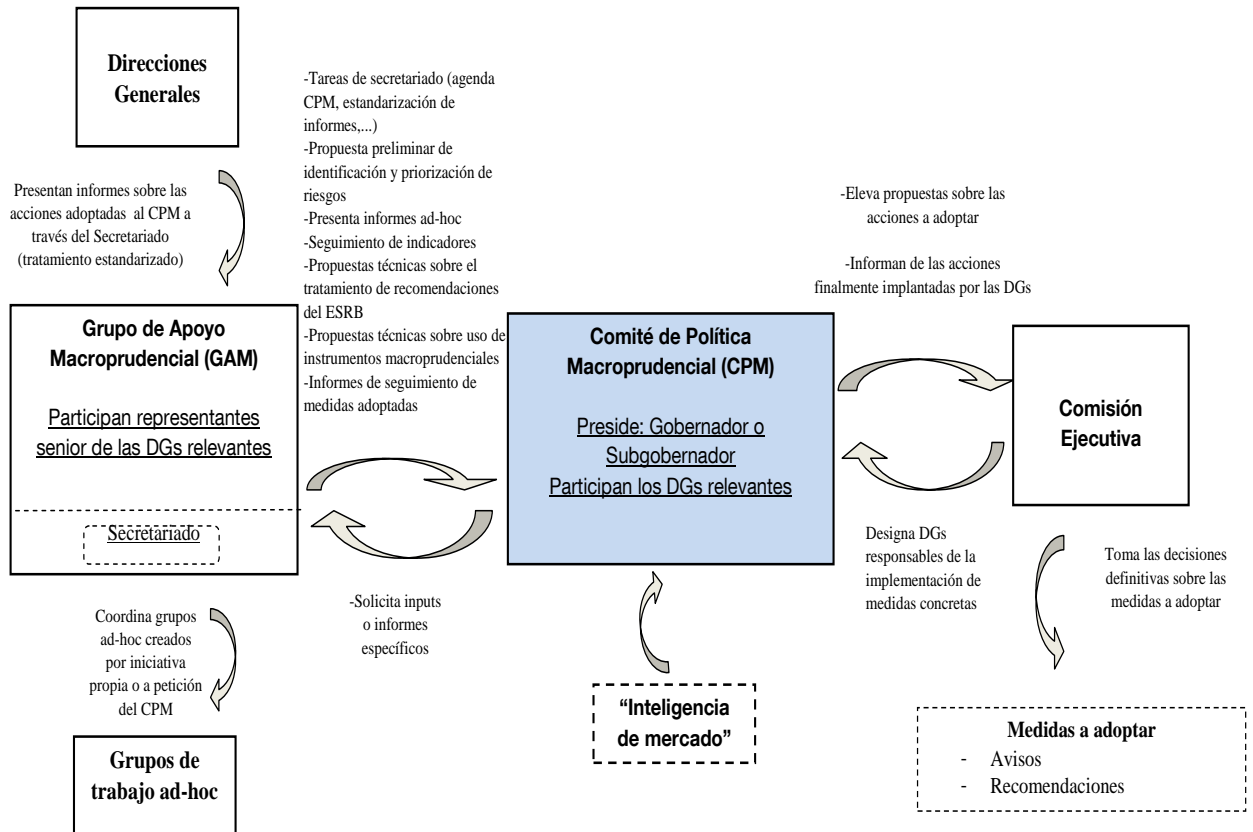 Direcciones
Generales
Presentan informes sobre las
acciones adoptadas al CPM a
través del Secretariado
(tratamiento estandarizado)
-Tareas de secretariado (agenda
CPM, estandarización de
informes,...)
-Propuesta preliminar de
identificación y priorización de
riesgos
-Presenta informes ad-hoc
-Seguimiento de indicadores
-Propuestas técnicas sobre el
tratamiento de recomendaciones
del ESRB
-Propuestas técnicas sobre uso de
instrumentos macroprudenciales
-Informes de seguimiento de
medidas adoptadas
-Eleva propuestas sobre las
acciones a adoptar
-Informan de las acciones
finalmente implantadas por las DGs
Grupo de Apoyo
Macroprudencial (GAM)
Participan representantes
senior de las DGs relevantes
Secretariado
Comité de Política
Macroprudencial (CPM)
Preside: Gobernador o
Subgobernador
Participan los DGs relevantes
Comisión
Ejecutiva
Coordina grupos
ad-hoc creados
por iniciativa
propia o a petición
del CPM
-Solicita inputs
o informes
específicos
Designa DGs
responsables de la
implementación de
medidas concretas
Toma las decisiones
definitivas sobre las
medidas a adoptar
Grupos de
trabajo ad-hoc
“Inteligencia
de mercado”
Medidas a adoptar
- Avisos
- Recomendaciones